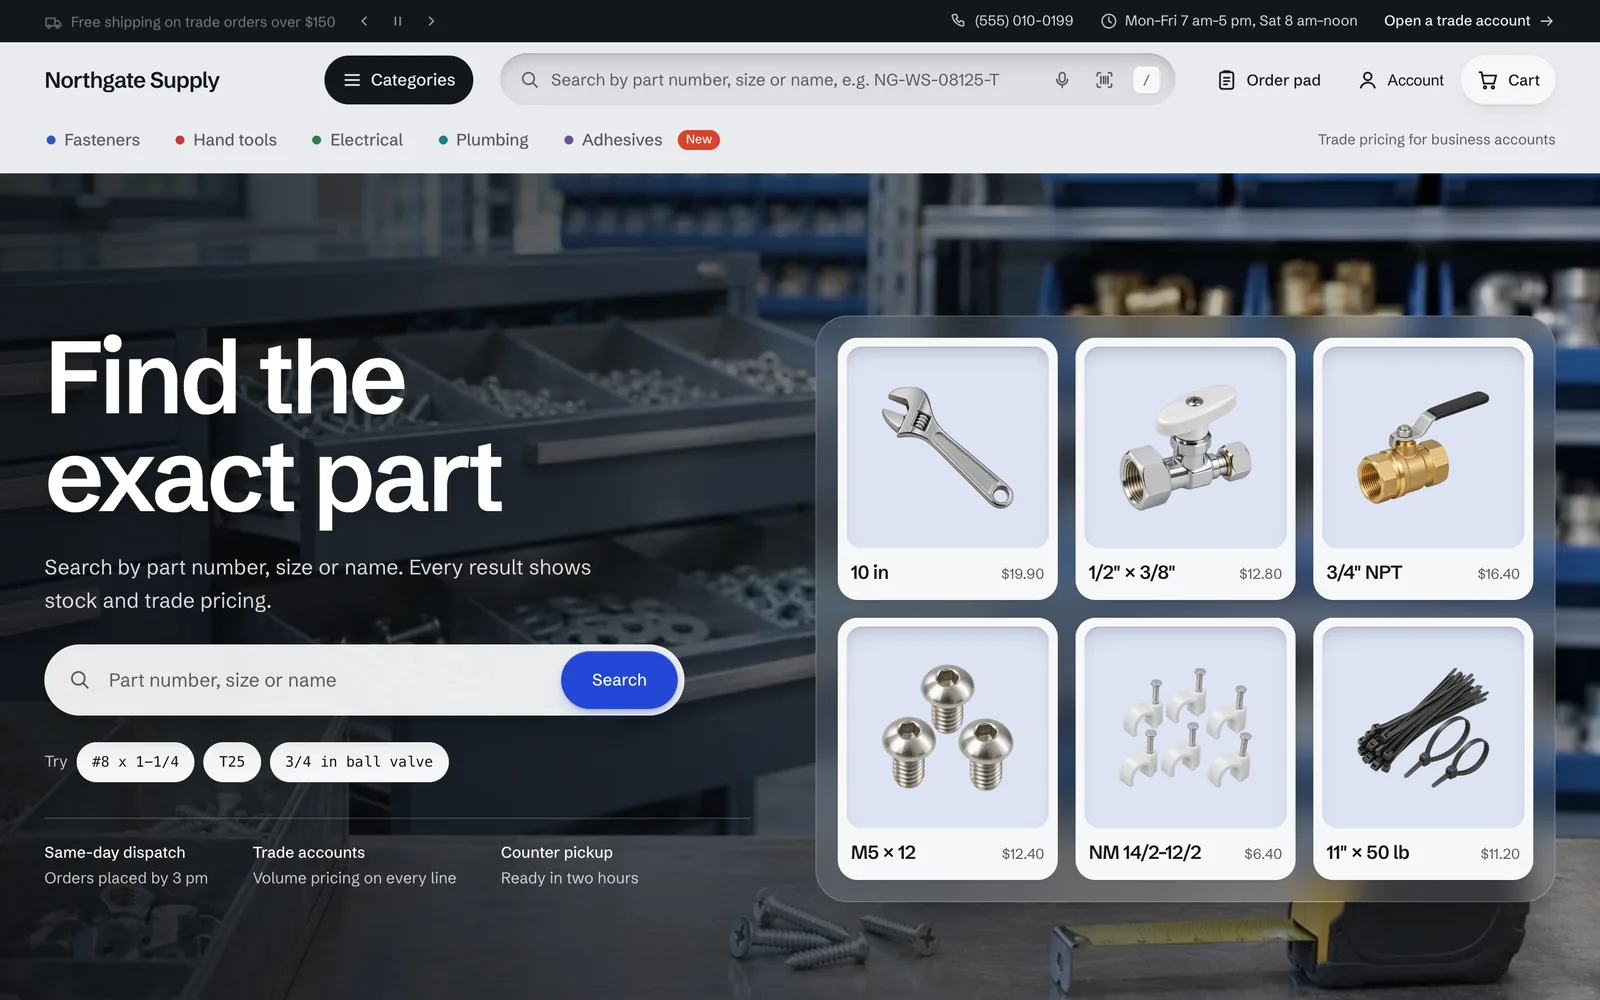 Free shipping on trade orders over $150
(555) 010-0199
Mon–Fri 7 am–5 pm, Sat 8 am–noon
Open a trade account →
Northgate Supply
Categories
Search by part number, size or name, e.g. NG-WS-08125-T
/
Order pad
Account
Cart
Fasteners
Hand tools
Electrical
Plumbing
Adhesives
New
Trade pricing for business accounts
Find the
exact part
Search by part number, size or name. Every result shows
stock and trade pricing.
Part number, size or name
Search
Try
#8 x 1-1/4
T25
3/4 in ball valve
Same-day dispatch
Orders placed by 3 pm
Trade accounts
Volume pricing on every line
Counter pickup
Ready in two hours
10 in
$19.90
1/2" × 3/8"
$12.80
3/4" NPT
$16.40
M5 × 12
$12.40
NM 14/2–12/2
$6.40
11" × 50 lb
$11.20